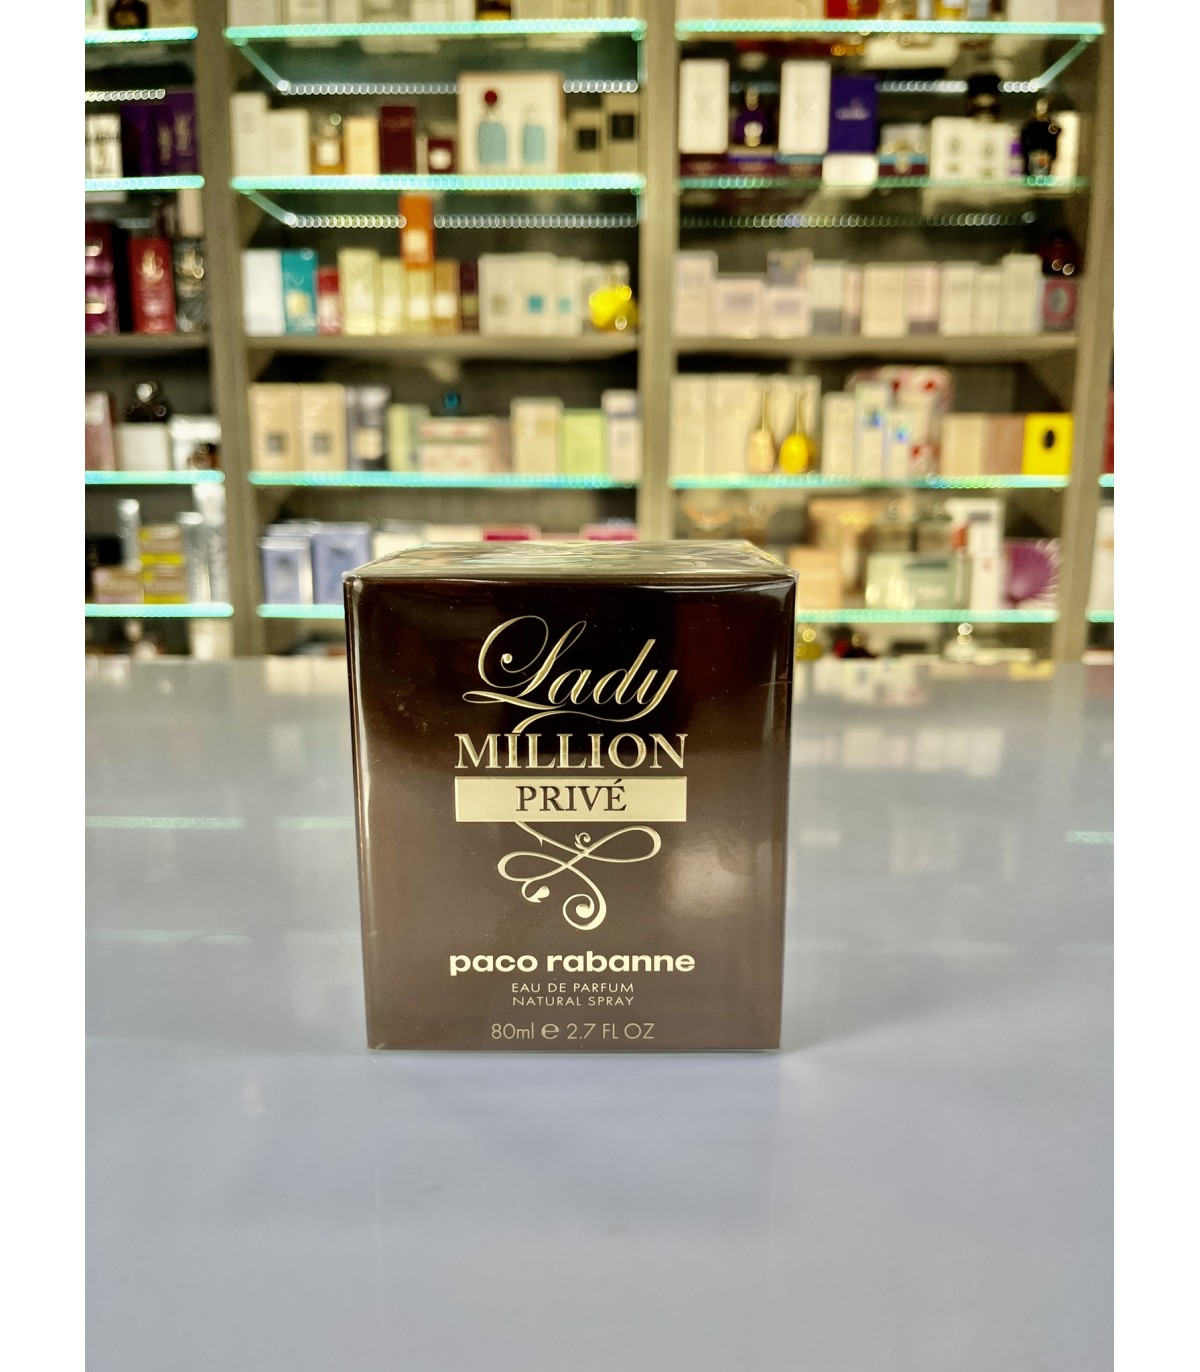 Lady
MILLION
PRIVÉ
paco rabanne
EAU DE PARFUM
NATURAL SPRAY
80ml ℮ 2.7 FL OZ